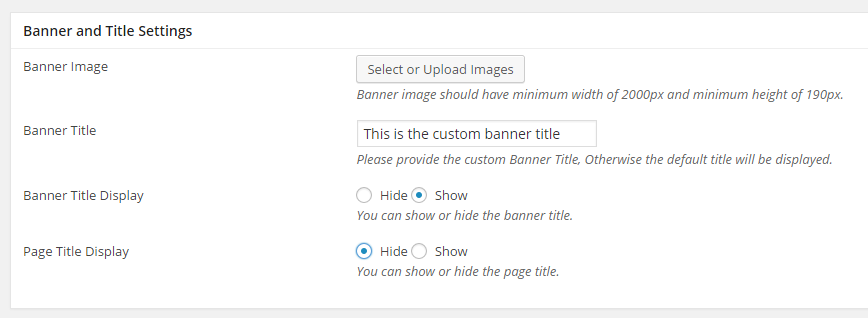 Banner and Title Settings
Banner Image
Select or Upload Images
Banner image should have minimum width of 2000px and minimum height of 190px.
Banner Title
This is the custom banner title
Please provide the custom Banner Title, Otherwise the default title will be displayed.
Banner Title Display
Hide Show
You can show or hide the banner title.
Page Title Display
Hide Show
You can show or hide the page title.